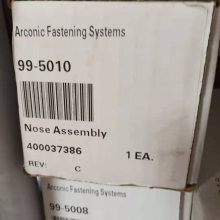 Arconic Fastening Systems
99-5010
Nose Assembly
400037386 1 EA.
REV: C
Arconic Fastening Systems
99-5008